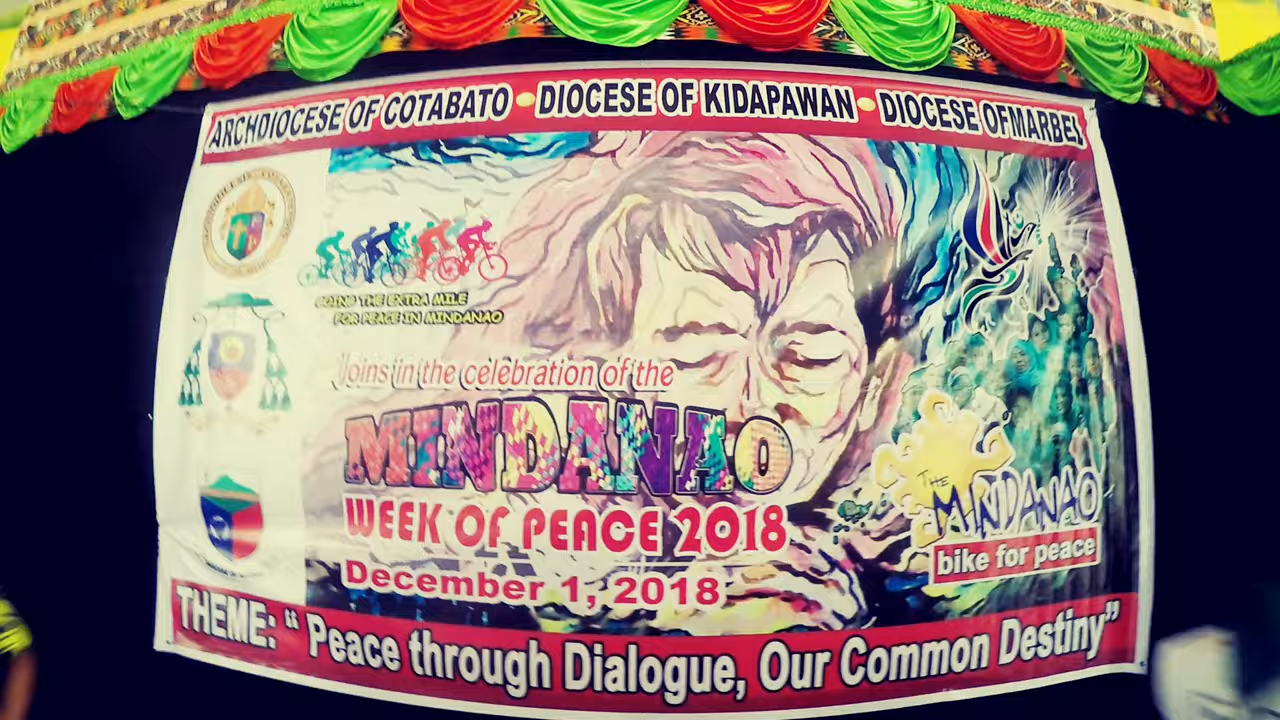 ARCHDIOCESE OF COTABATO • DIOCESE OF KIDAPAWAN • DIOCESE OFMARBEL
GOING THE EXTRA MILE
FOR PEACE IN MINDANAO
Joins in the celebration of the
MINDANAO
WEEK OF PEACE 2018
December 1, 2018
THE
MINDANAO
bike for peace
THEME: “ Peace through Dialogue, Our Common Destiny”